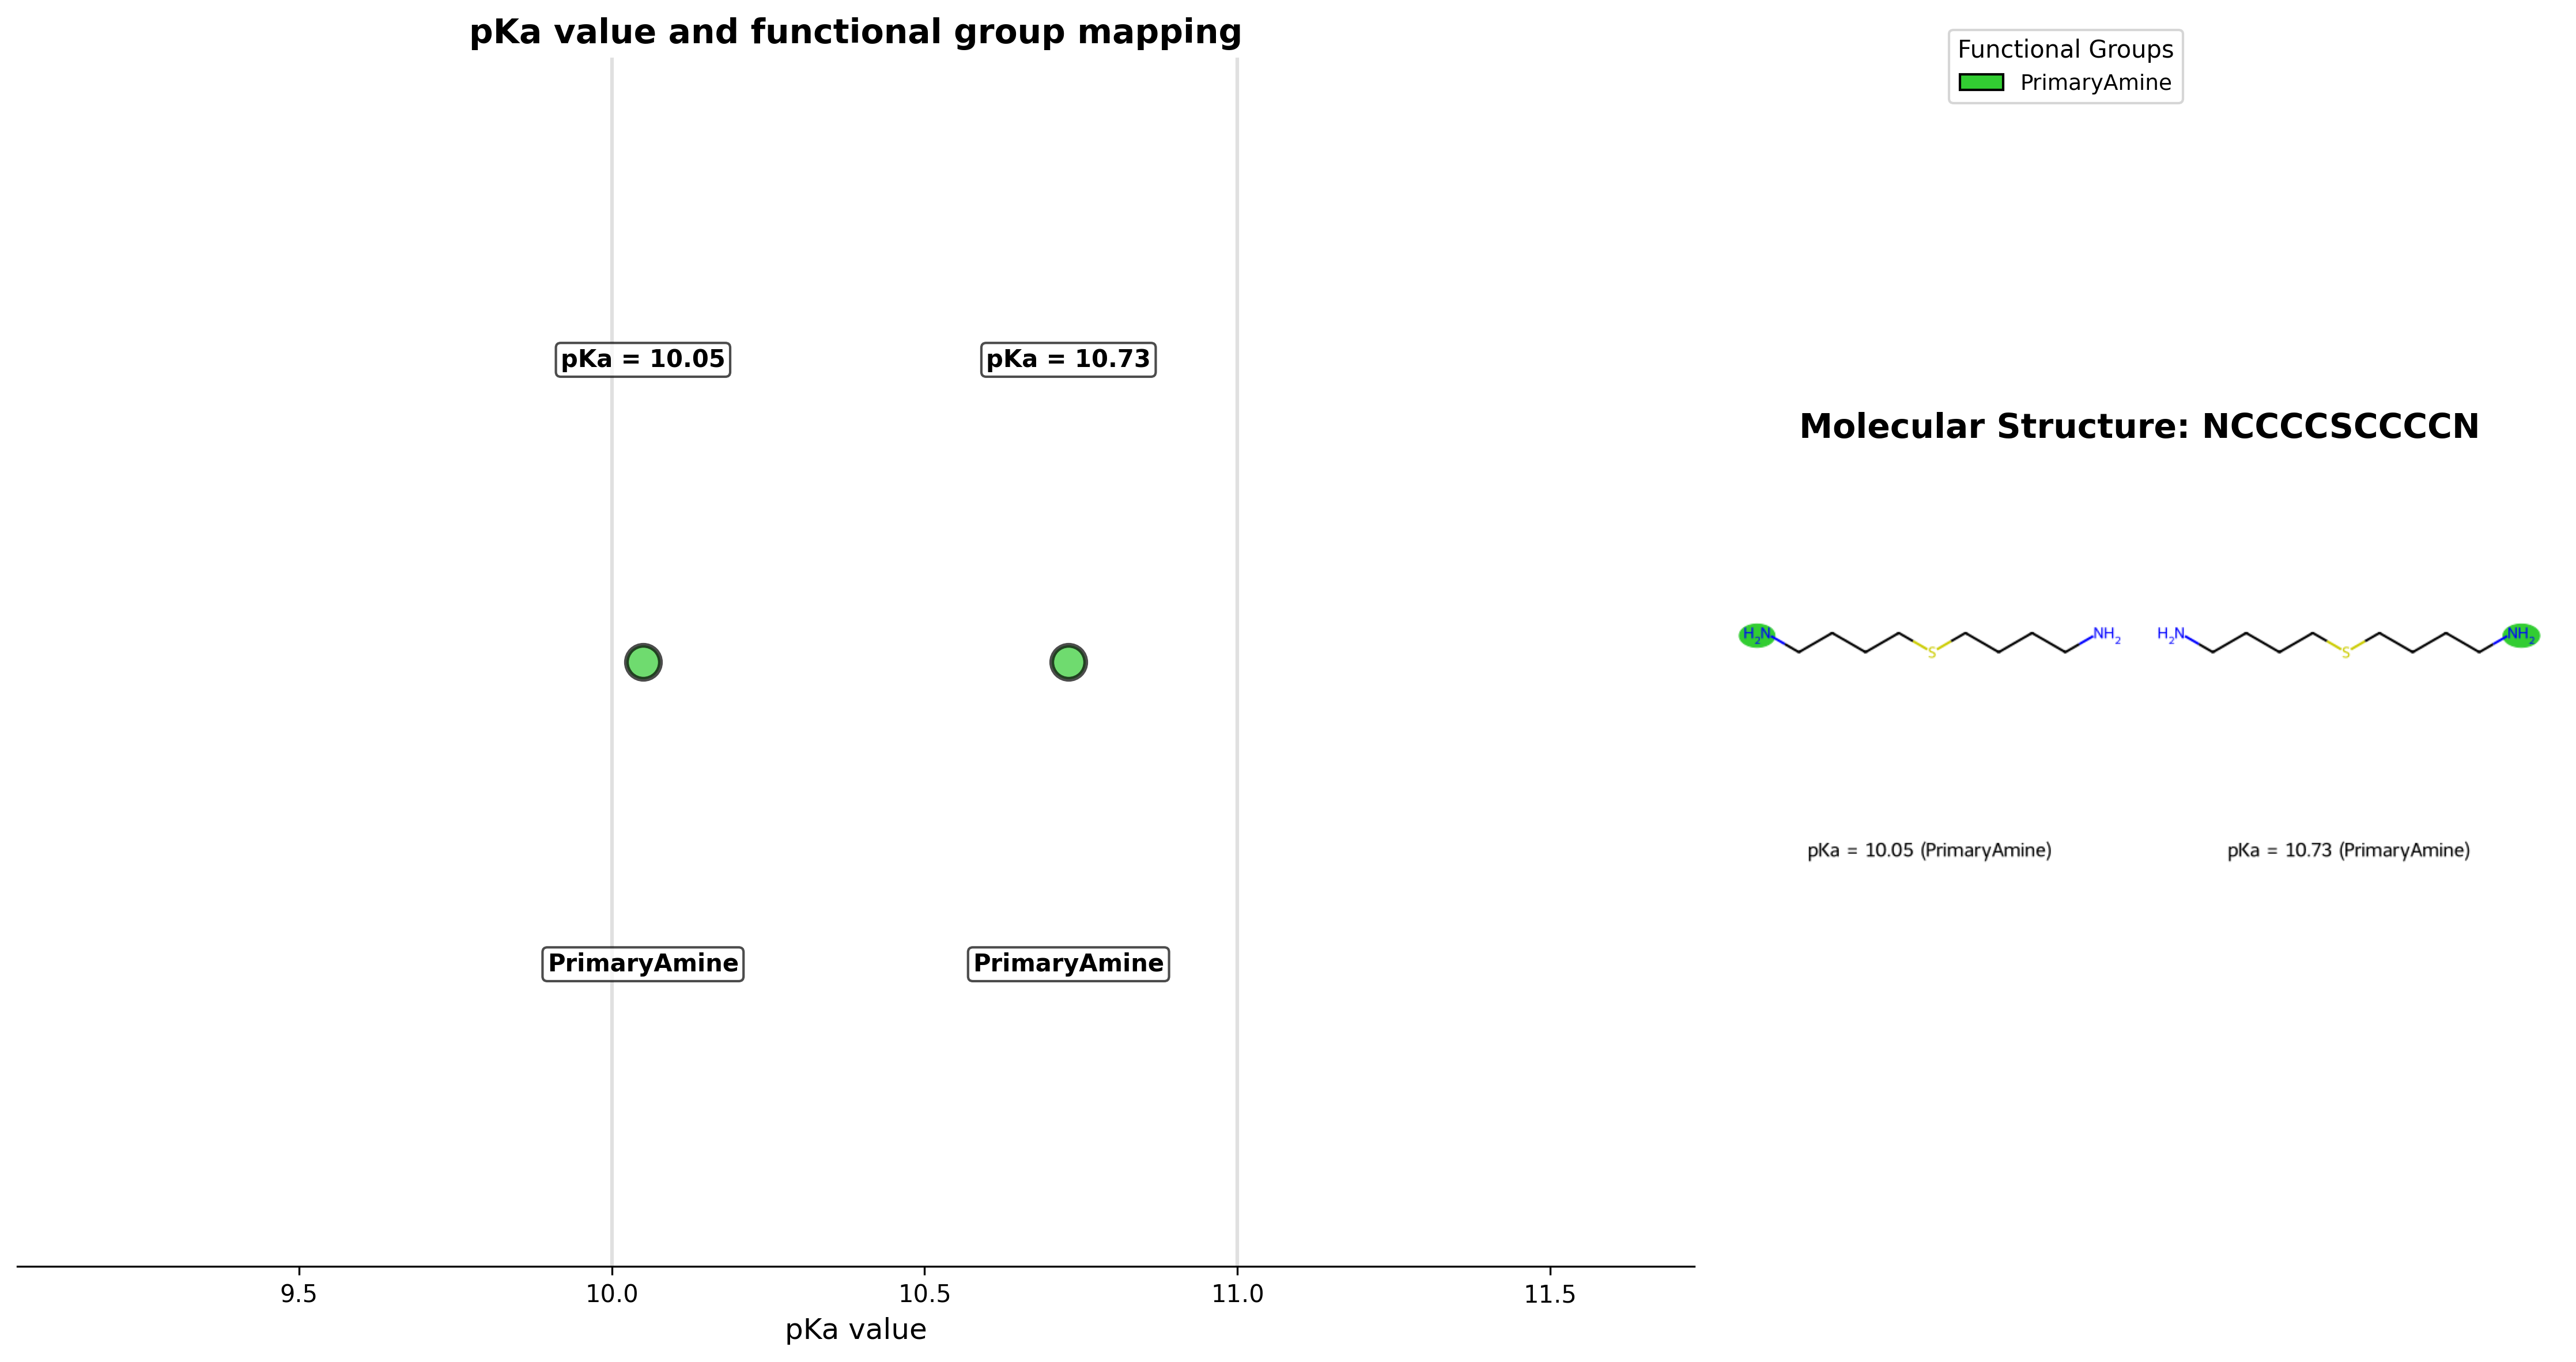 pKa value and functional group mapping
pKa = 10.05
pKa = 10.73
PrimaryAmine
PrimaryAmine
9.5
10.0
10.5
11.0
11.5
pKa value
Functional Groups
PrimaryAmine
Molecular Structure: NCCCCSCCCCN
H2N
S
NH2
H2N
S
NH2
pKa = 10.05 (PrimaryAmine)
pKa = 10.73 (PrimaryAmine)